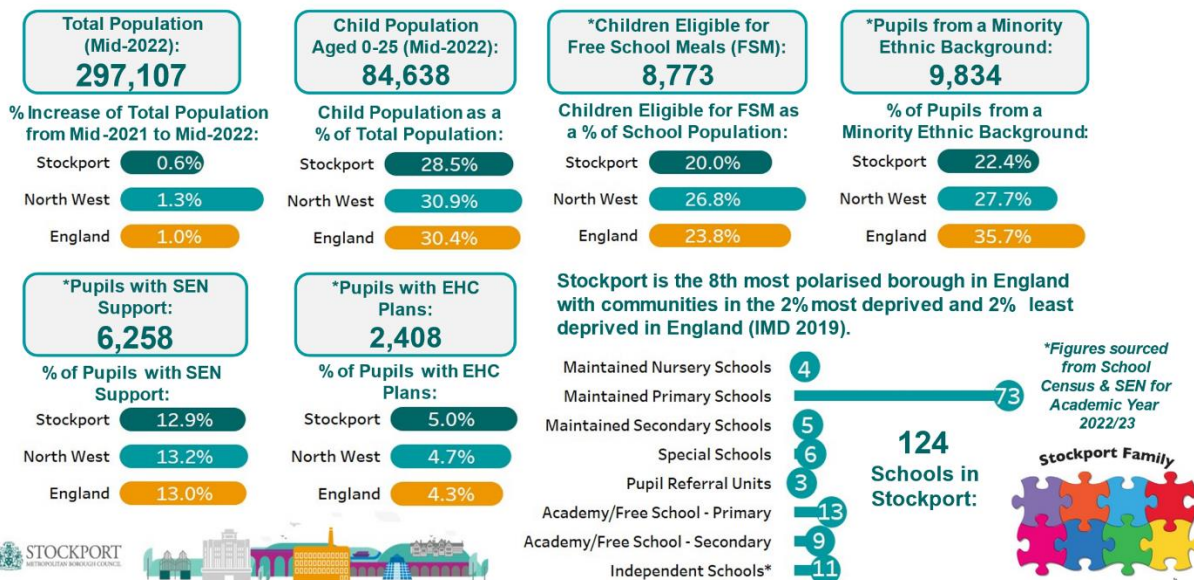 Total Population
(Mid-2022):
297,107
% Increase of Total Population
from Mid-2021 to Mid-2022:
Stockport 0.6%
North West 1.3%
England 1.0%
Child Population
Aged 0-25 (Mid-2022):
84,638
Child Population as a
% of Total Population:
Stockport 28.5%
North West 30.9%
England 30.4%
*Children Eligible for
Free School Meals (FSM):
8,773
Children Eligible for FSM as
a % of School Population:
Stockport 20.0%
North West 26.8%
England 23.8%
*Pupils from a Minority
Ethnic Background:
9,834
% of Pupils from a
Minority Ethnic Background:
Stockport 22.4%
North West 27.7%
England 35.7%
*Pupils with SEN
Support:
6,258
% of Pupils with SEN
Support:
Stockport 12.9%
North West 13.2%
England 13.0%
*Pupils with EHC
Plans:
2,408
% of Pupils with EHC
Plans:
Stockport 5.0%
North West 4.7%
England 4.3%
Stockport is the 8th most polarised borough in England
with communities in the 2% most deprived and 2% least
deprived in England (IMD 2019).
Maintained Nursery Schools 4
Maintained Primary Schools 73
Maintained Secondary Schools 5
Special Schools 6
Pupil Referral Units 3
Academy/Free School - Primary 13
Academy/Free School - Secondary 9
Independent Schools* 11
124
Schools in
Stockport:
*Figures sourced
from School
Census & SEN for
Academic Year
2022/23
Stockport Family
STOCKPORT
METROPOLITAN BOROUGH COUNCIL